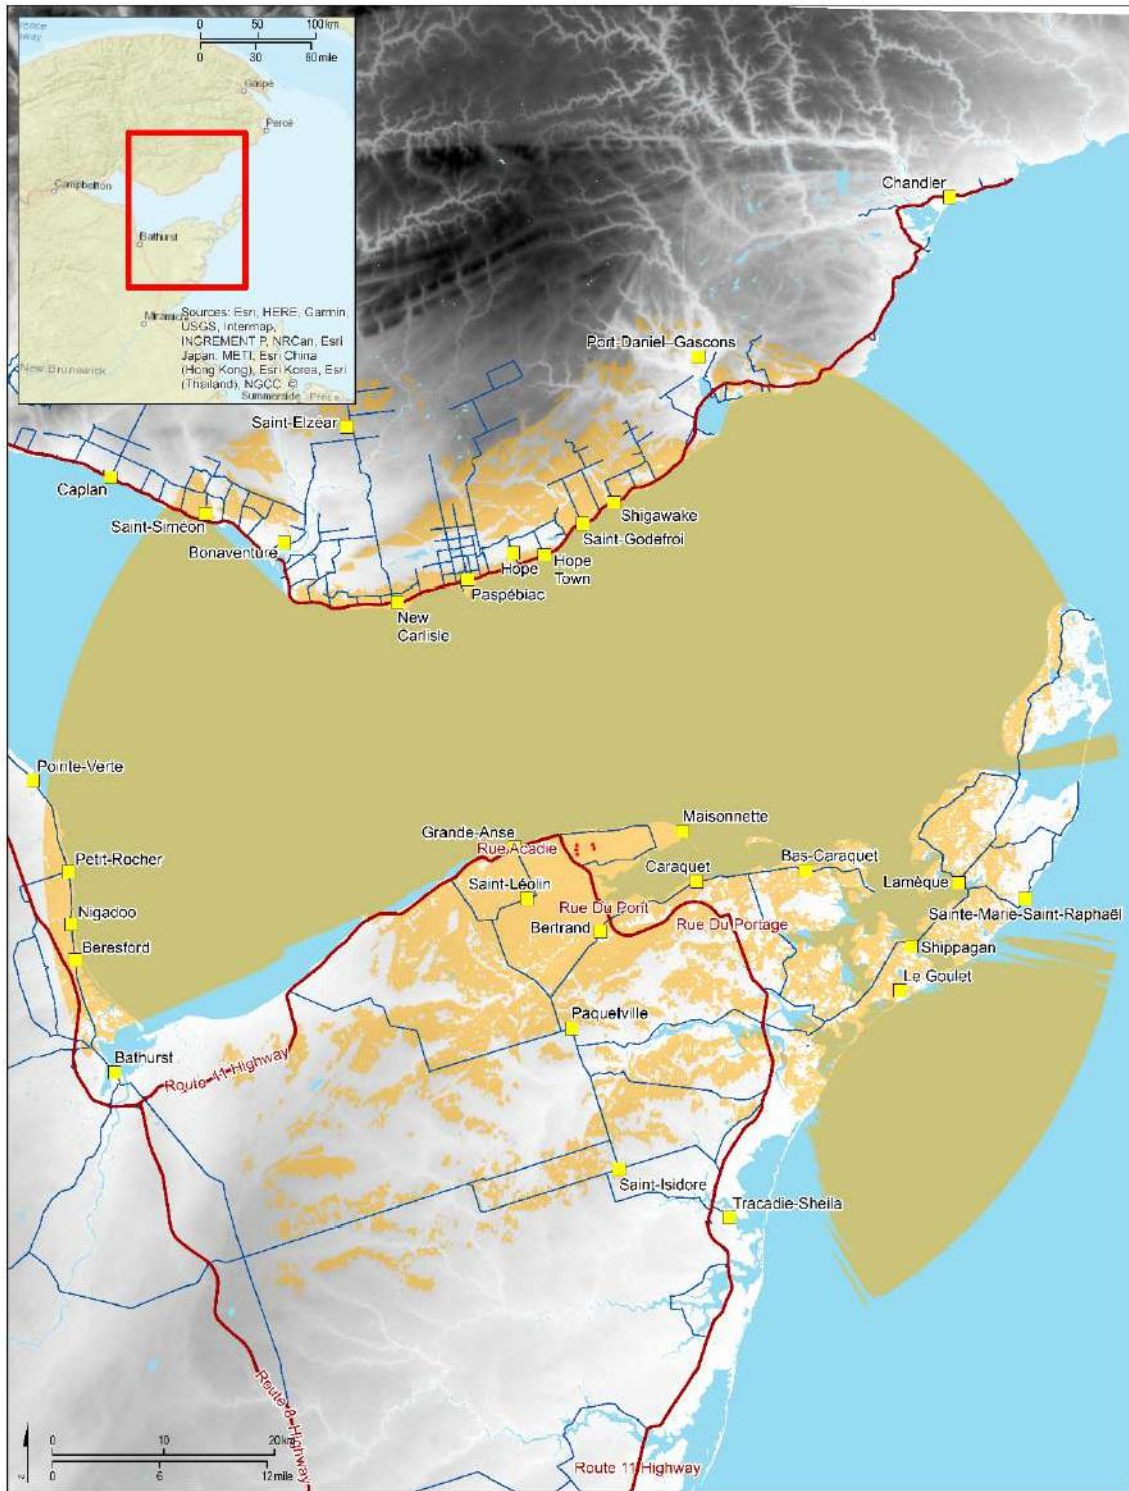 rence
way
0 50 100 km
0 30 60 mile
Gaspé
Percé
Campbellton
Bathurst
Miramichi
New Brunswick
Summerside
Sources: Esri, HERE, Garmin,
USGS, Intermap,
INCREMENT P, NRCan, Esri
Japan, METI, Esri China
(Hong Kong), Esri Korea, Esri
(Thailand), NGCC, ©
Chandler
Port-Daniel–Gascons
Saint-Elzéar
Caplan
Saint-Siméon
Bonaventure
Shigawake
Saint-Godefroi
Hope
Town
Hope
Paspébiac
New
Carlisle
Pointe-Verte
Maisonnette
Grande-Anse
Rue Acadie
Petit-Rocher
Bas-Caraquet
Caraquet
Saint-Léolin
Lamèque
Nigadoo
Rue Du Pont
Sainte-Marie-Saint-Raphaël
Bertrand
Rue Du Portage
Beresford
Shippagan
Le Goulet
Paquetville
Bathurst
Route 11 Highway
Saint-Isidore
Tracadie-Sheila
Route 8 Highway
0 10 20 km
0 6 12 mile
z
Route 11 Highway